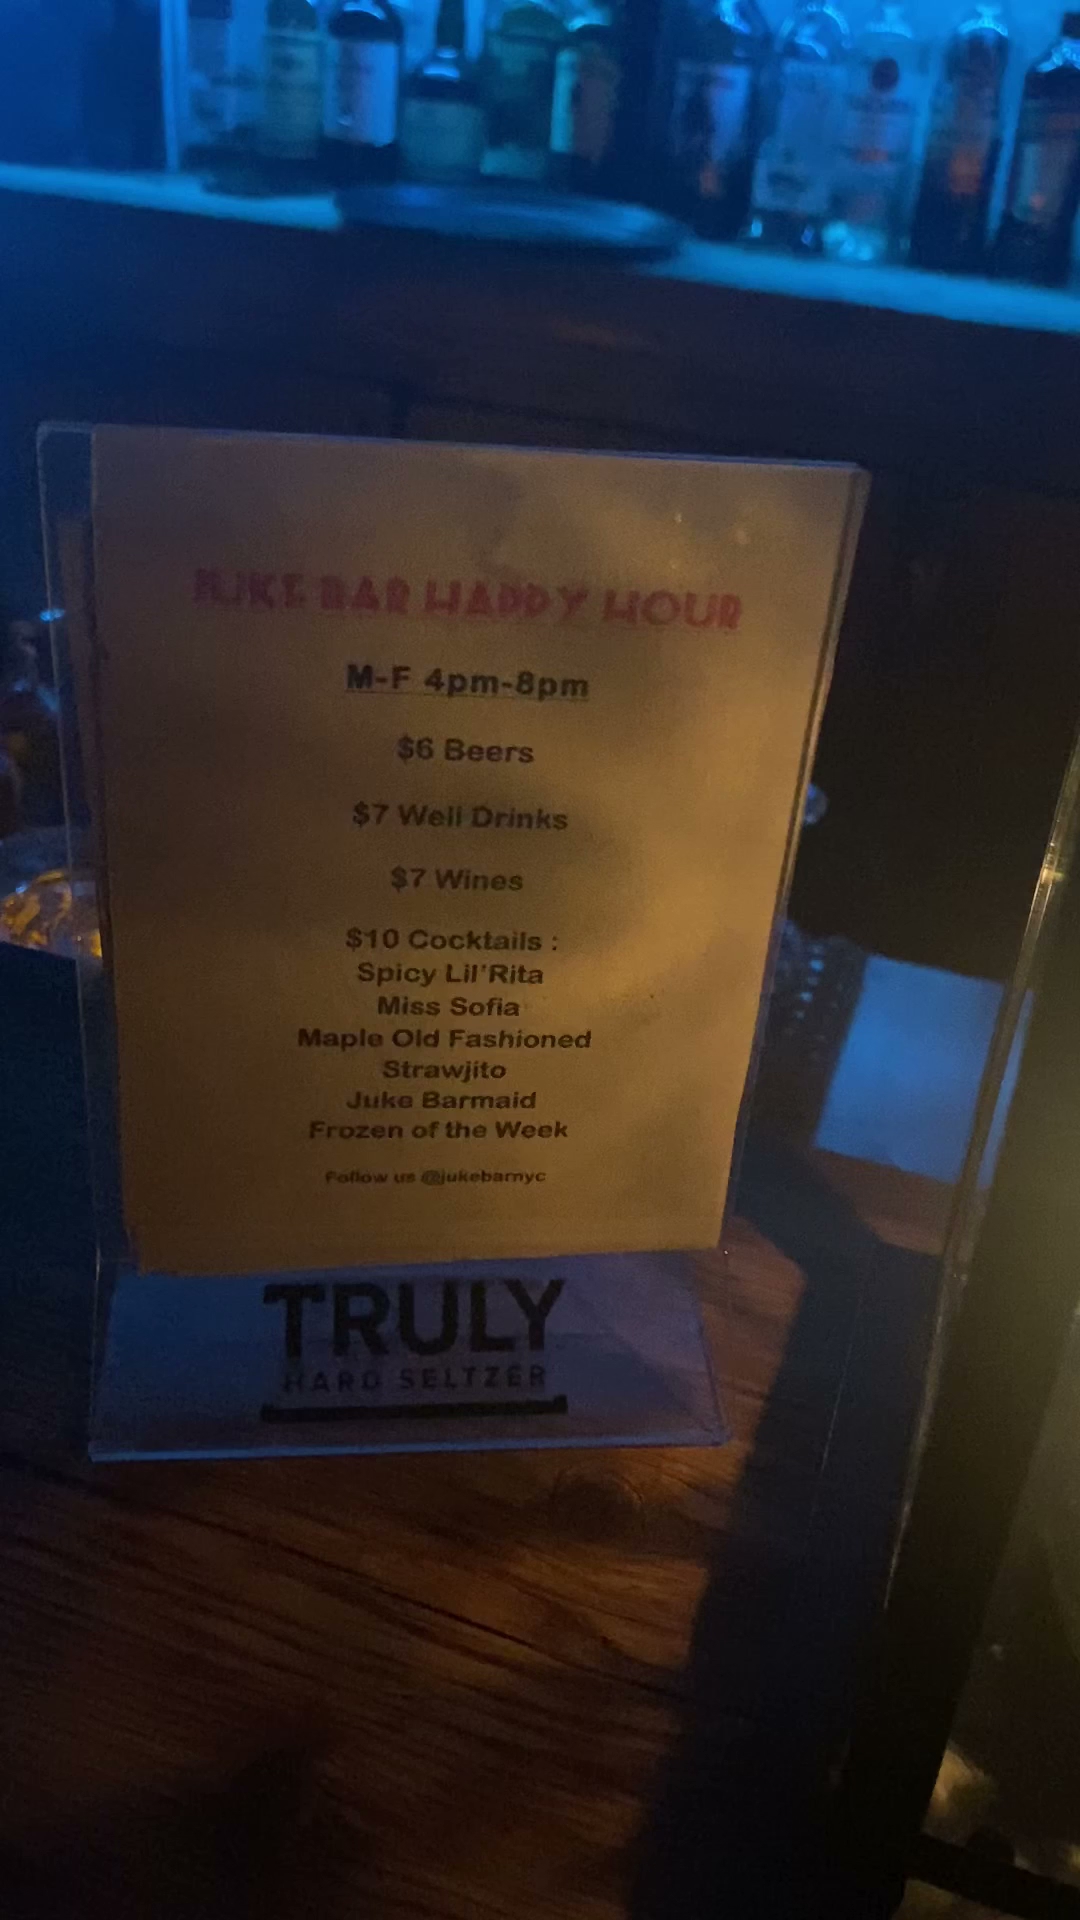 JUKE BAR HAPPY HOUR
M-F 4pm-8pm
$6 Beers
$7 Well Drinks
$7 Wines
$10 Cocktails :
Spicy Lil'Rita
Miss Sofia
Maple Old Fashioned
Strawjito
Juke Barmaid
Frozen of the Week
Follow us @jukebarnyc
TRULY
HARD SELTZER